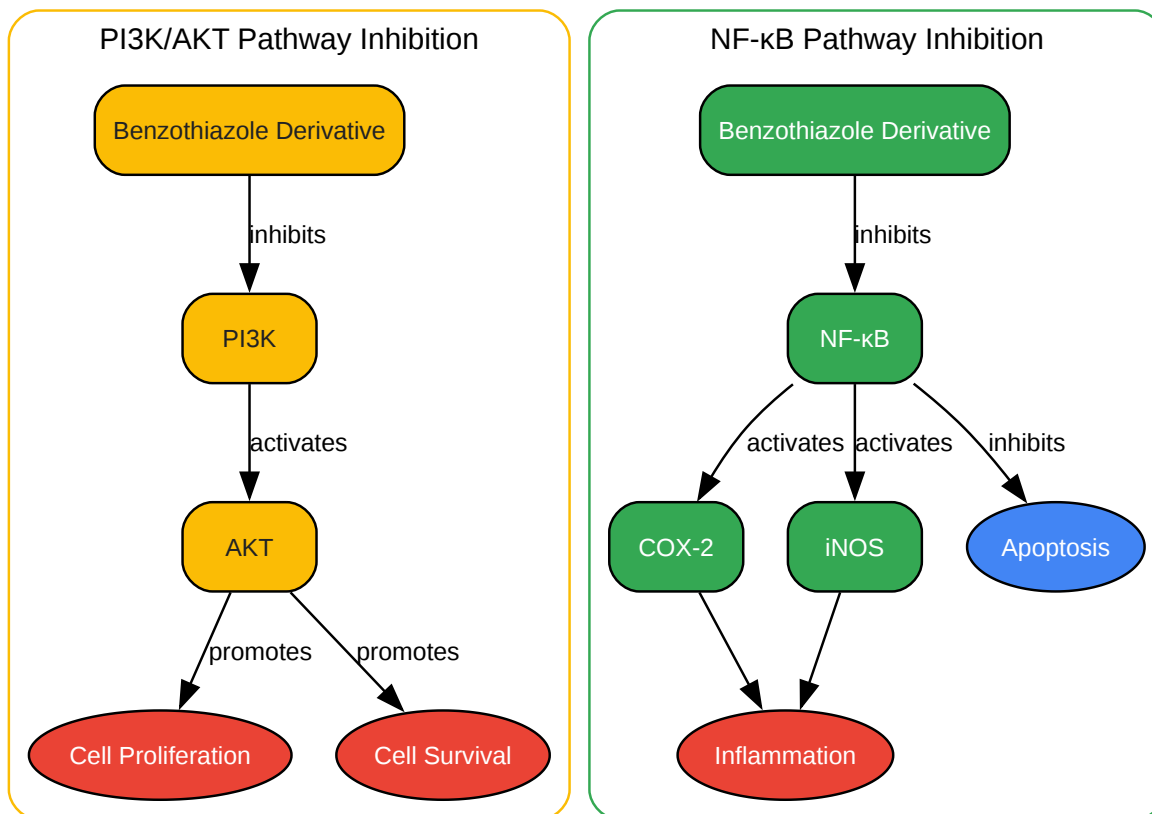 PI3K/AKT Pathway Inhibition
Benzothiazole Derivative
inhibits
PI3K
activates
AKT
promotes
promotes
Cell Proliferation
Cell Survival
NF-κB Pathway Inhibition
Benzothiazole Derivative
inhibits
NF-κB
activates
activates
inhibits
COX-2
iNOS
Apoptosis
Inflammation